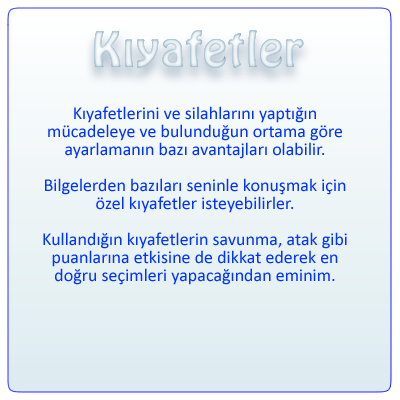 Kıyafetler
Kıyafetlerini ve silahlarını yaptığın
mücadeleye ve bulunduğun ortama göre
ayarlamanın bazı avantajları olabilir.
Bilgelerden bazıları seninle konuşmak için
özel kıyafetler isteyebilirler.
Kullandığın kıyafetlerin savunma, atak gibi
puanlarına etkisine de dikkat ederek en
doğru seçimleri yapacağından eminim.